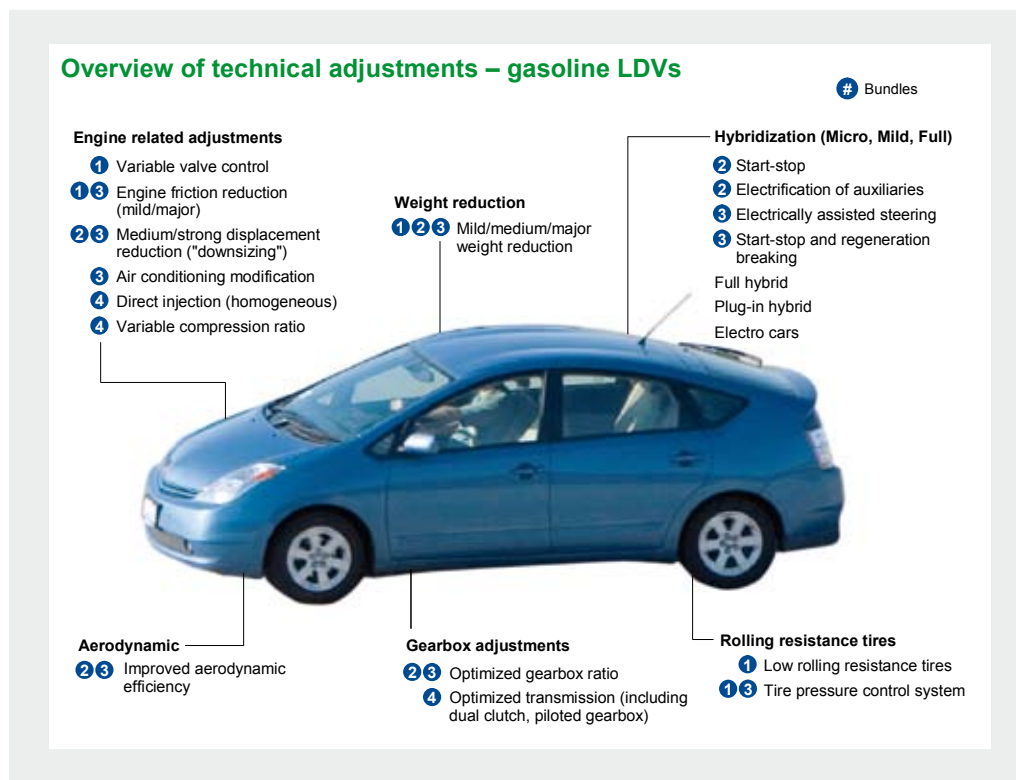 Overview of technical adjustments – gasoline LDVs
# Bundles
Engine related adjustments
1 Variable valve control
1 3 Engine friction reduction
(mild/major)
2 3 Medium/strong displacement
reduction ("downsizing")
3 Air conditioning modification
4 Direct injection (homogeneous)
4 Variable compression ratio
Weight reduction
1 2 3 Mild/medium/major
weight reduction
Hybridization (Micro, Mild, Full)
2 Start-stop
2 Electrification of auxiliaries
3 Electrically assisted steering
3 Start-stop and regeneration
breaking
Full hybrid
Plug-in hybrid
Electro cars
Aerodynamic
2 3 Improved aerodynamic
efficiency
Gearbox adjustments
2 3 Optimized gearbox ratio
4 Optimized transmission (including
dual clutch, piloted gearbox)
Rolling resistance tires
1 Low rolling resistance tires
1 3 Tire pressure control system